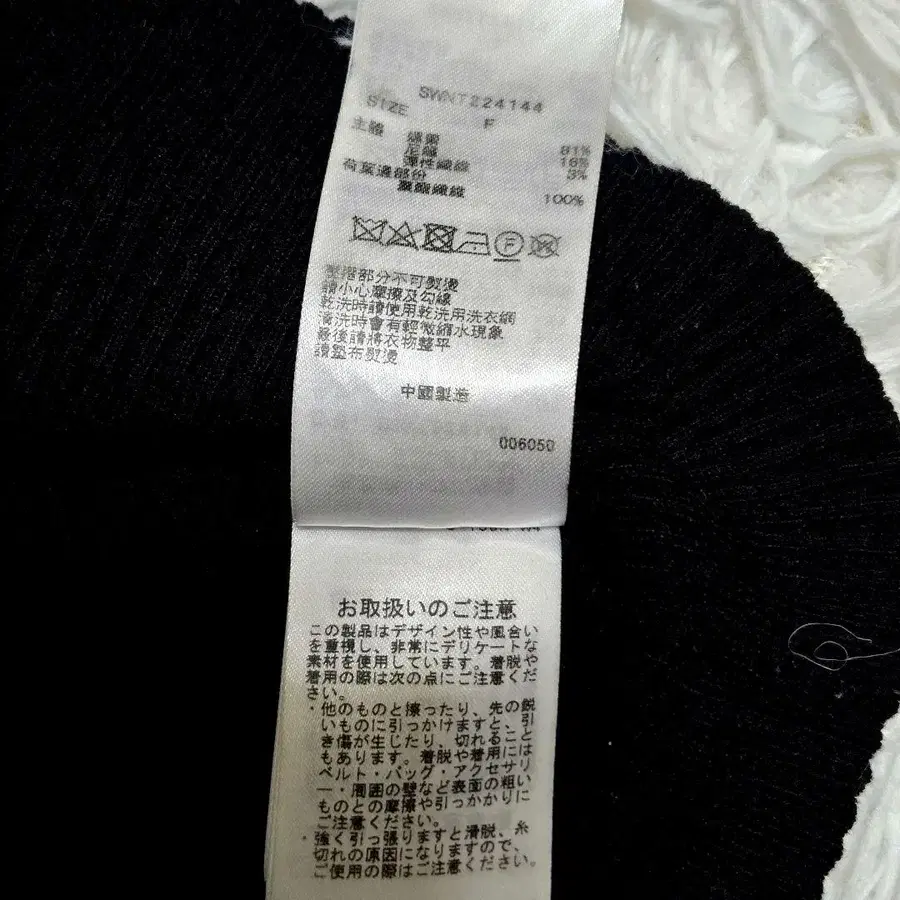 SWNT224144
SIZE F
主體 嫘縈 81%
尼龍 16%
彈性纖維 3%
荷葉邊部份
聚酯纖維 100%
F W
壓褶部分不可熨燙
請小心摩擦及勾線
乾洗時請使用乾洗用洗衣網
清洗時會有輕微縮水現象
最後請將衣物整平
請墊布熨燙
中國製造
006050
お取扱いのご注意
この製品はデザイン性や風合い
を重視し、非常にデリケートな
素材を使用しています。着脱や
着用の際は次の点にご注意くだ
さい。
・他のものと擦ったり、先の鋭
いものに引っかけますと、引
き傷が生じたり、切れること
もあります。着脱や着用には
ベルト・バッグ・アクセサリ
ー・周囲の壁など表面の粗い
ものとの摩擦や引っかかりに
ご注意ください。
・強く引っ張りますと滑脱、糸
切れの原因になりますので、
ご使用の際はご注意ください。